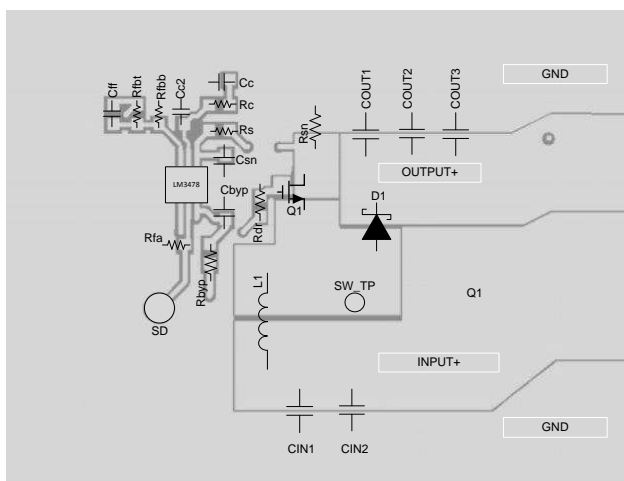 GND
COUT1
COUT2
COUT3
Cff
Rfbt
Rfbb
Cc2
Cc
Rc
Rs
Rsn
Csn
LM3478
Cbyp
OUTPUT+
D1
Q1
Rdr
Rfa
Rbyp
L1
SW_TP
Q1
SD
INPUT+
GND
CIN1
CIN2